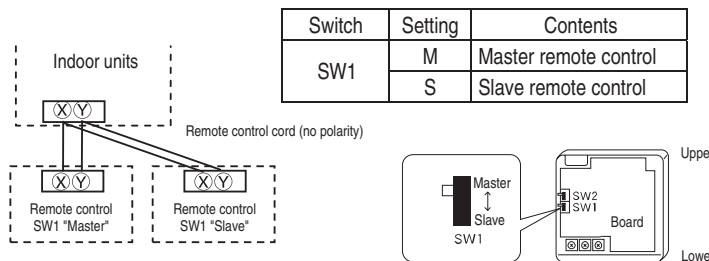 Switch Setting Contents
SW1
M Master remote control
S Slave remote control
Indoor units
X Y
Remote control cord (no polarity)
X Y
Remote control
SW1 "Master"
X Y
Remote control
SW1 "Slave"
Master
Slave
SW1
Uppe
SW2
SW1
Board
Lowe